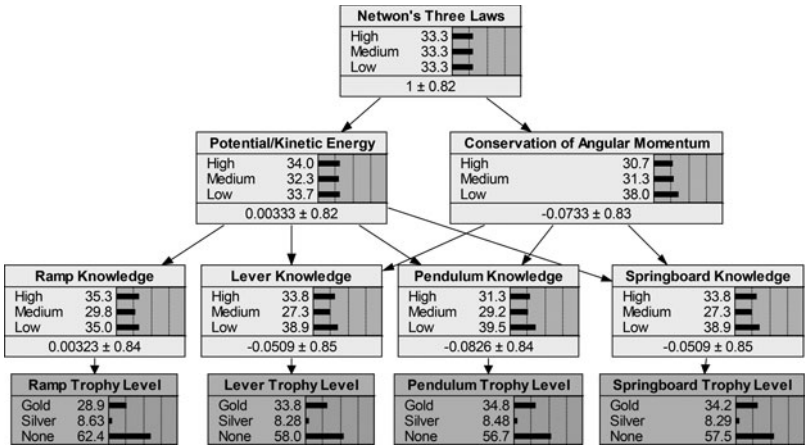 Netwon's Three Laws
High 33.3
Medium 33.3
Low 33.3
1 ± 0.82
Potential/Kinetic Energy
High 34.0
Medium 32.3
Low 33.7
0.00333 ± 0.82
Conservation of Angular Momentum
High 30.7
Medium 31.3
Low 38.0
-0.0733 ± 0.83
Ramp Knowledge
High 35.3
Medium 29.8
Low 35.0
0.00323 ± 0.84
Lever Knowledge
High 33.8
Medium 27.3
Low 38.9
-0.0509 ± 0.85
Pendulum Knowledge
High 31.3
Medium 29.2
Low 39.5
-0.0826 ± 0.84
Springboard Knowledge
High 33.8
Medium 27.3
Low 38.9
-0.0509 ± 0.85
Ramp Trophy Level
Gold 28.9
Silver 8.63
None 62.4
Lever Trophy Level
Gold 33.8
Silver 8.28
None 58.0
Pendulum Trophy Level
Gold 34.8
Silver 8.48
None 56.7
Springboard Trophy Level
Gold 34.2
Silver 8.29
None 57.5